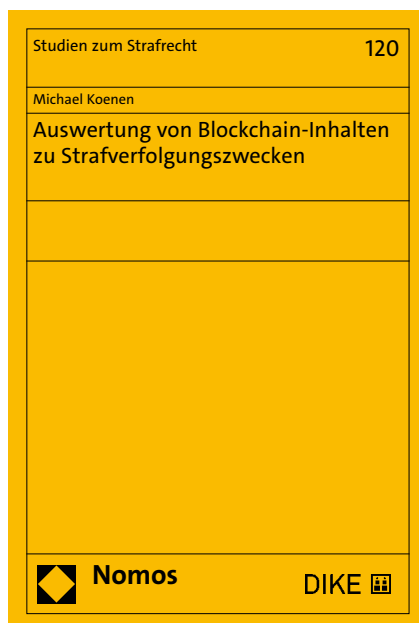 Studien zum Strafrecht 120
Michael Koenen
Auswertung von Blockchain-Inhalten
zu Strafverfolgungszwecken
Nomos
DIKE